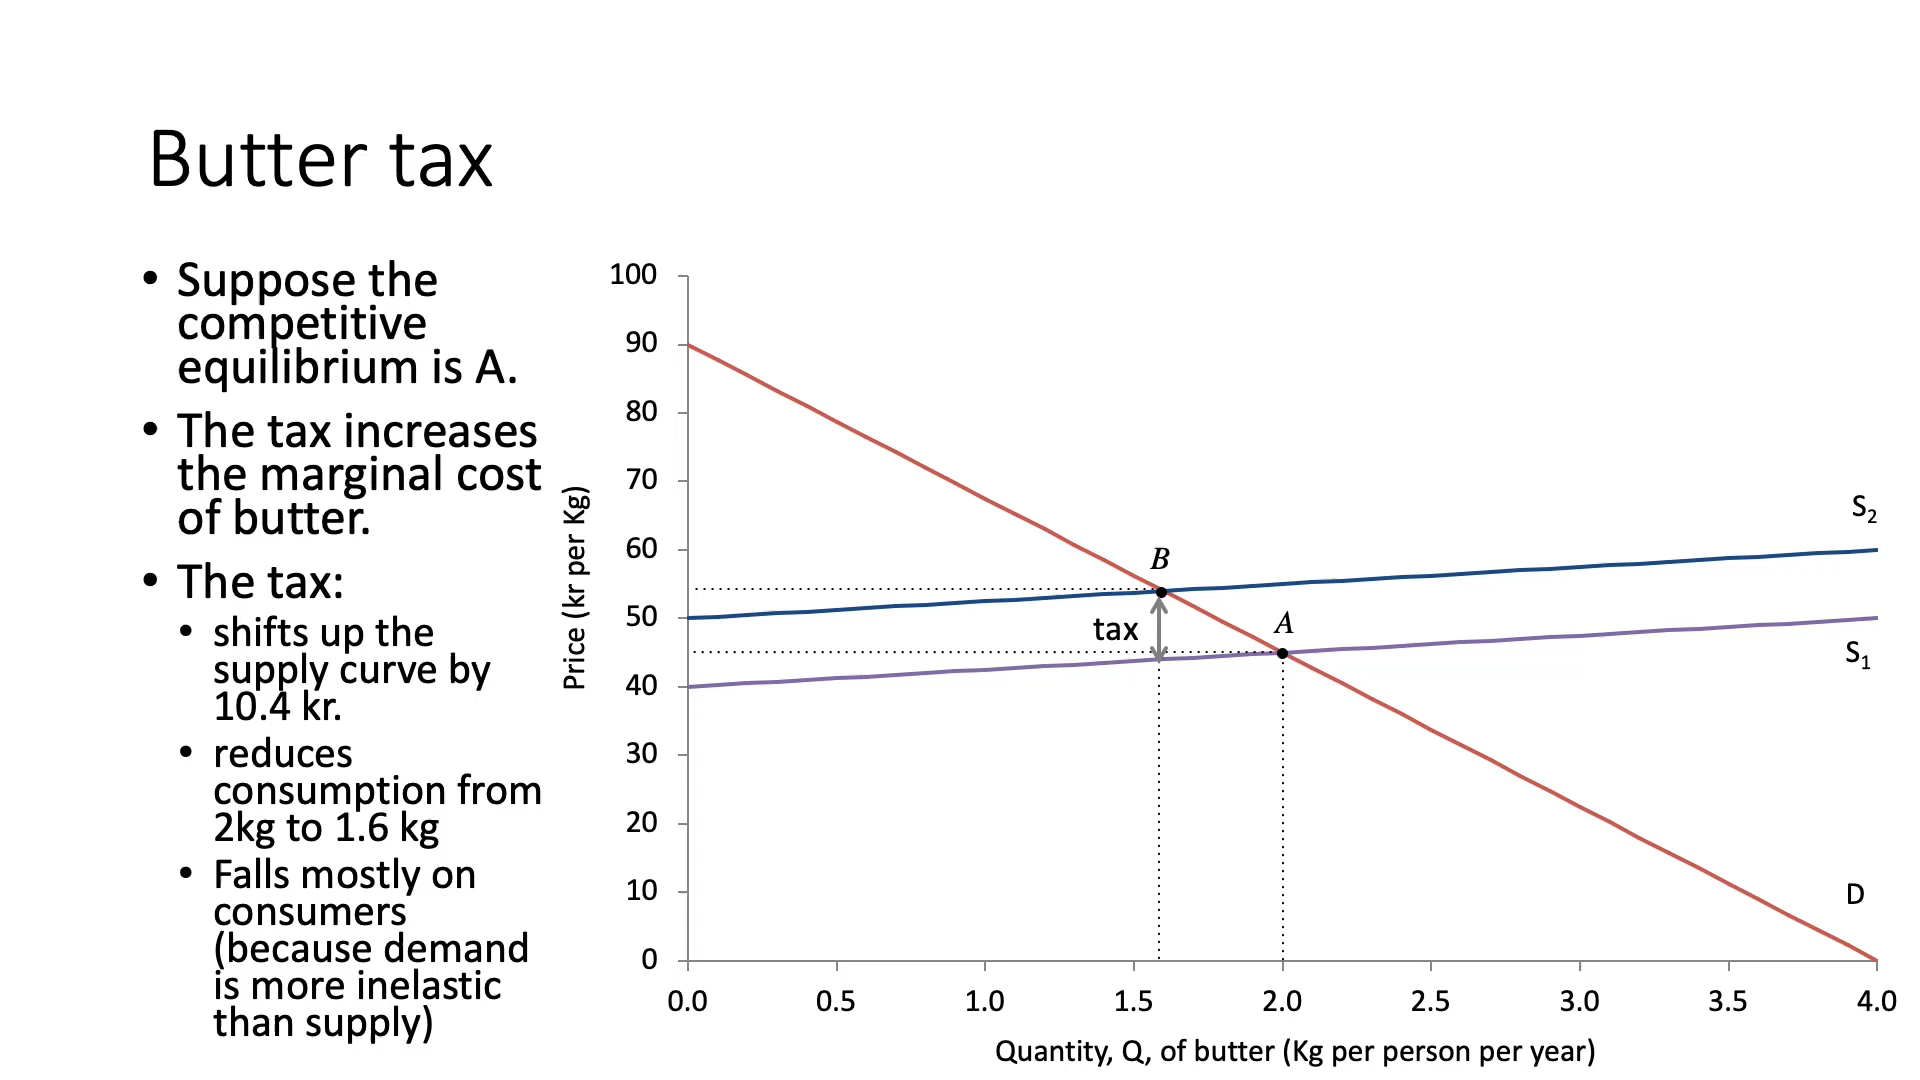 Butter tax
• Suppose the
competitive
equilibrium is A.
• The tax increases
the marginal cost
of butter.
• The tax:
• shifts up the
supply curve by
10.4 kr.
• reduces
consumption from
2kg to 1.6 kg
• Falls mostly on
consumers
(because demand
is more inelastic
than supply)
Price (kr per Kg)
100
90
80
70
60
50
40
30
20
10
0
B
tax
A
S2
S1
D
0.0 0.5 1.0 1.5 2.0 2.5 3.0 3.5 4.0
Quantity, Q, of butter (Kg per person per year)